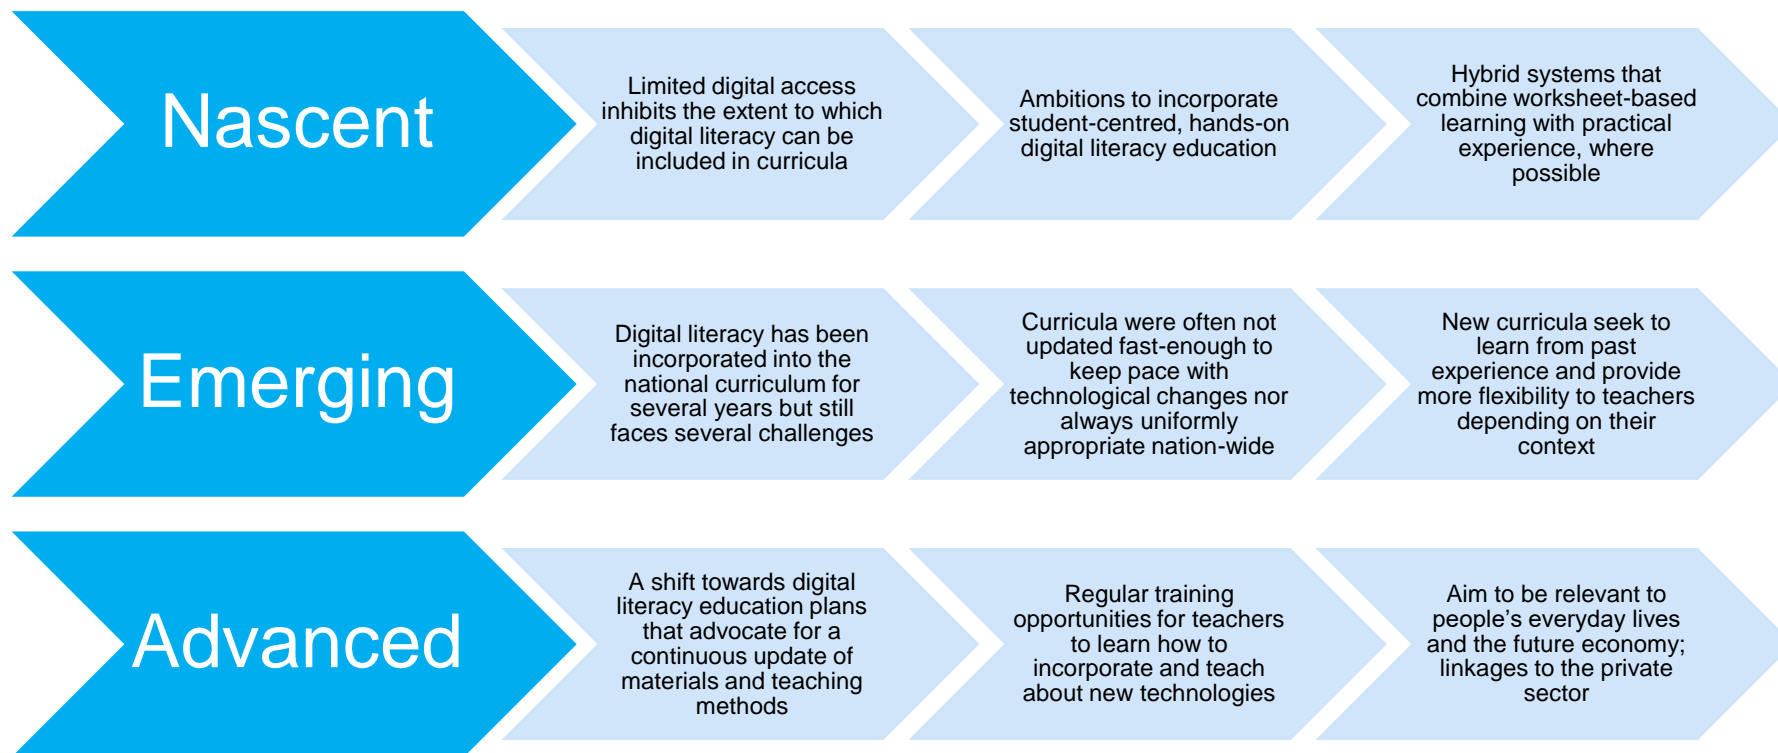 Nascent
Limited digital access
inhibits the extent to which
digital literacy can be
included in curricula
Ambitions to incorporate
student-centred, hands-on
digital literacy education
Hybrid systems that
combine worksheet-based
learning with practical
experience, where
possible
Emerging
Digital literacy has been
incorporated into the
national curriculum for
several years but still
faces several challenges
Curricula were often not
updated fast-enough to
keep pace with
technological changes nor
always uniformly
appropriate nation-wide
New curricula seek to
learn from past
experience and provide
more flexibility to teachers
depending on their
context
Advanced
A shift towards digital
literacy education plans
that advocate for a
continuous update of
materials and teaching
methods
Regular training
opportunities for teachers
to learn how to
incorporate and teach
about new technologies
Aim to be relevant to
people’s everyday lives
and the future economy;
linkages to the private
sector